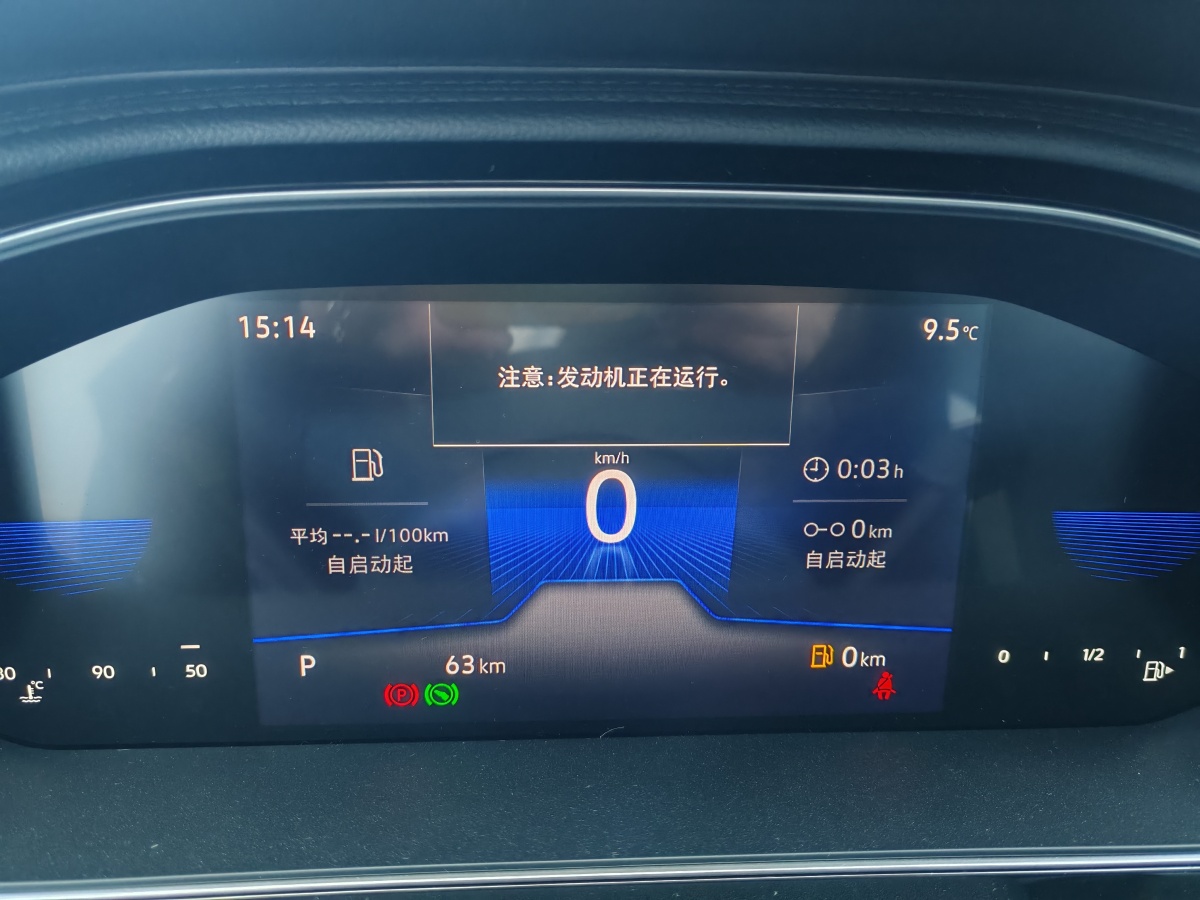 15:14
注意:发动机正在运行。
9.5℃
km/h
0
平均--.-l/100km
自启动起
0:03h
0km
自启动起
90
50
℃
P
63km
P
0km
0
1/2
1